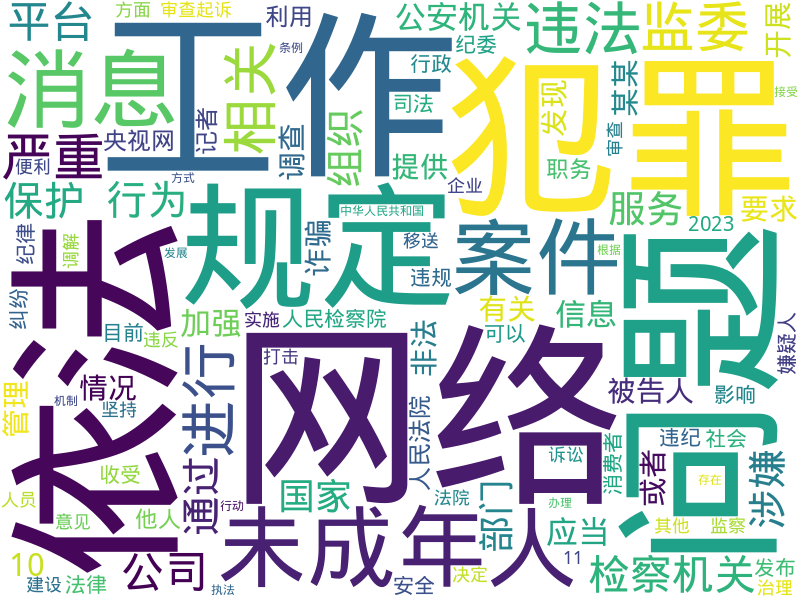 方面
审查起诉
利用
公安机关
违法
监委
开展
平台
工作
纪委
条例
消息
行政
犯罪
相关
司法
发现
某某
接受
记者
央视网
调查
组织
提供
审查
严重
便利
方式
企业
职务
保护
行为
规定
中华人民共和国
服务
要求
2023
纪律
调解
发展
诈骗
移送
案件
根据
问题
依法
违规
纠纷
目前
违反
加强
实施
人民检察院
有关
信息
可以
嫌疑人
打击
网络
非法
管理
情况
进行
被告人
影响
机制
坚持
人民法院
违纪
社会
收受
通过
国家
诉讼
消费者
或者
涉嫌
存在
人员
意见
他人
行动
法院
部门
办理
应当
其他
监察
10
公司
未成年人
11
检察机关
发布
建设
法律
执法
安全
决定
治理